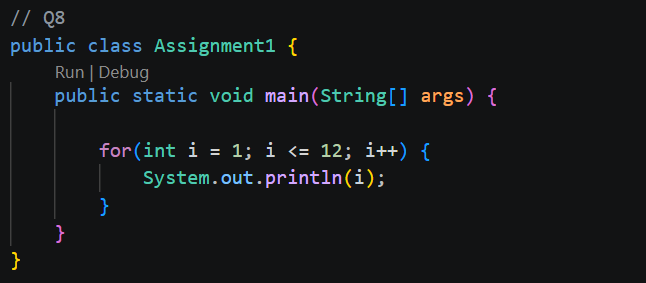 // Q8
public class Assignment1 {
Run | Debug
public static void main(String[] args) {
for(int i = 1; i <= 12; i++) {
System.out.println(i);
}
}
}